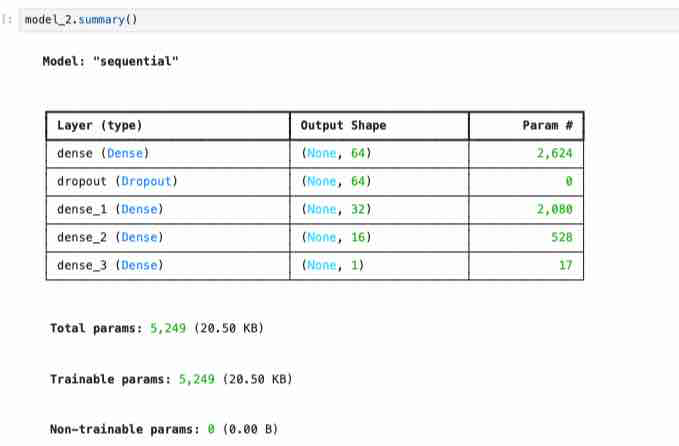 ]: model_2.summary()
Model: "sequential"
Layer (type) Output Shape Param #
dense (Dense) (None, 64) 2,624
dropout (Dropout) (None, 64) 0
dense_1 (Dense) (None, 32) 2,080
dense_2 (Dense) (None, 16) 528
dense_3 (Dense) (None, 1) 17
Total params: 5,249 (20.50 KB)
Trainable params: 5,249 (20.50 KB)
Non-trainable params: 0 (0.00 B)